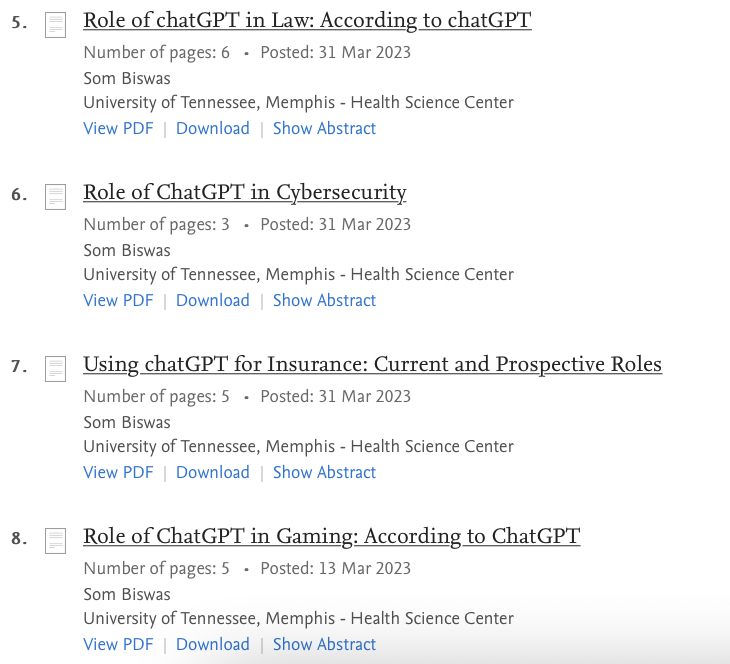 5. Role of chatGPT in Law: According to chatGPT
Number of pages: 6 • Posted: 31 Mar 2023
Som Biswas
University of Tennessee, Memphis - Health Science Center
View PDF | Download | Show Abstract
6. Role of ChatGPT in Cybersecurity
Number of pages: 3 • Posted: 31 Mar 2023
Som Biswas
University of Tennessee, Memphis - Health Science Center
View PDF | Download | Show Abstract
7. Using chatGPT for Insurance: Current and Prospective Roles
Number of pages: 5 • Posted: 31 Mar 2023
Som Biswas
University of Tennessee, Memphis - Health Science Center
View PDF | Download | Show Abstract
8. Role of ChatGPT in Gaming: According to ChatGPT
Number of pages: 5 • Posted: 13 Mar 2023
Som Biswas
University of Tennessee, Memphis - Health Science Center
View PDF | Download | Show Abstract